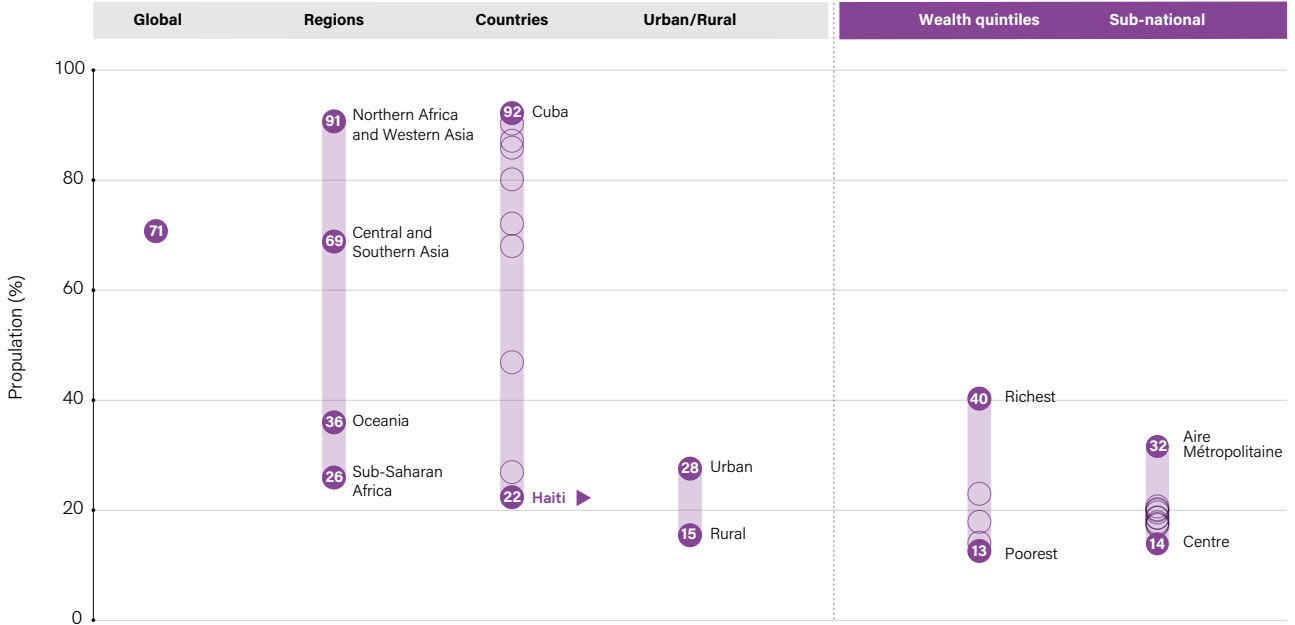 Global
Regions
Countries
Urban/Rural
Wealth quintiles
Sub-national
Propulation (%)
100
80
60
40
20
0
71
91
Northern Africa
and Western Asia
69
Central and
Southern Asia
36
Oceania
26
Sub-Saharan
Africa
92
Cuba
22
Haiti
28
Urban
15
Rural
40
Richest
13
Poorest
32
Aire
Métropolitaine
14
Centre